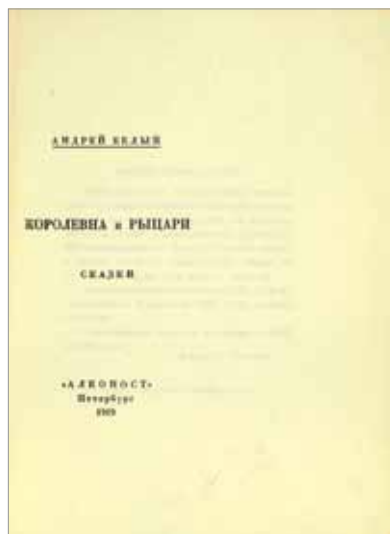 АНДРЕЙ БЕЛЫЙ
КОРОЛЕВНА и РЫЦАРИ
СКАЗКИ
«АЛКОНОСТ»
Петербург
1919